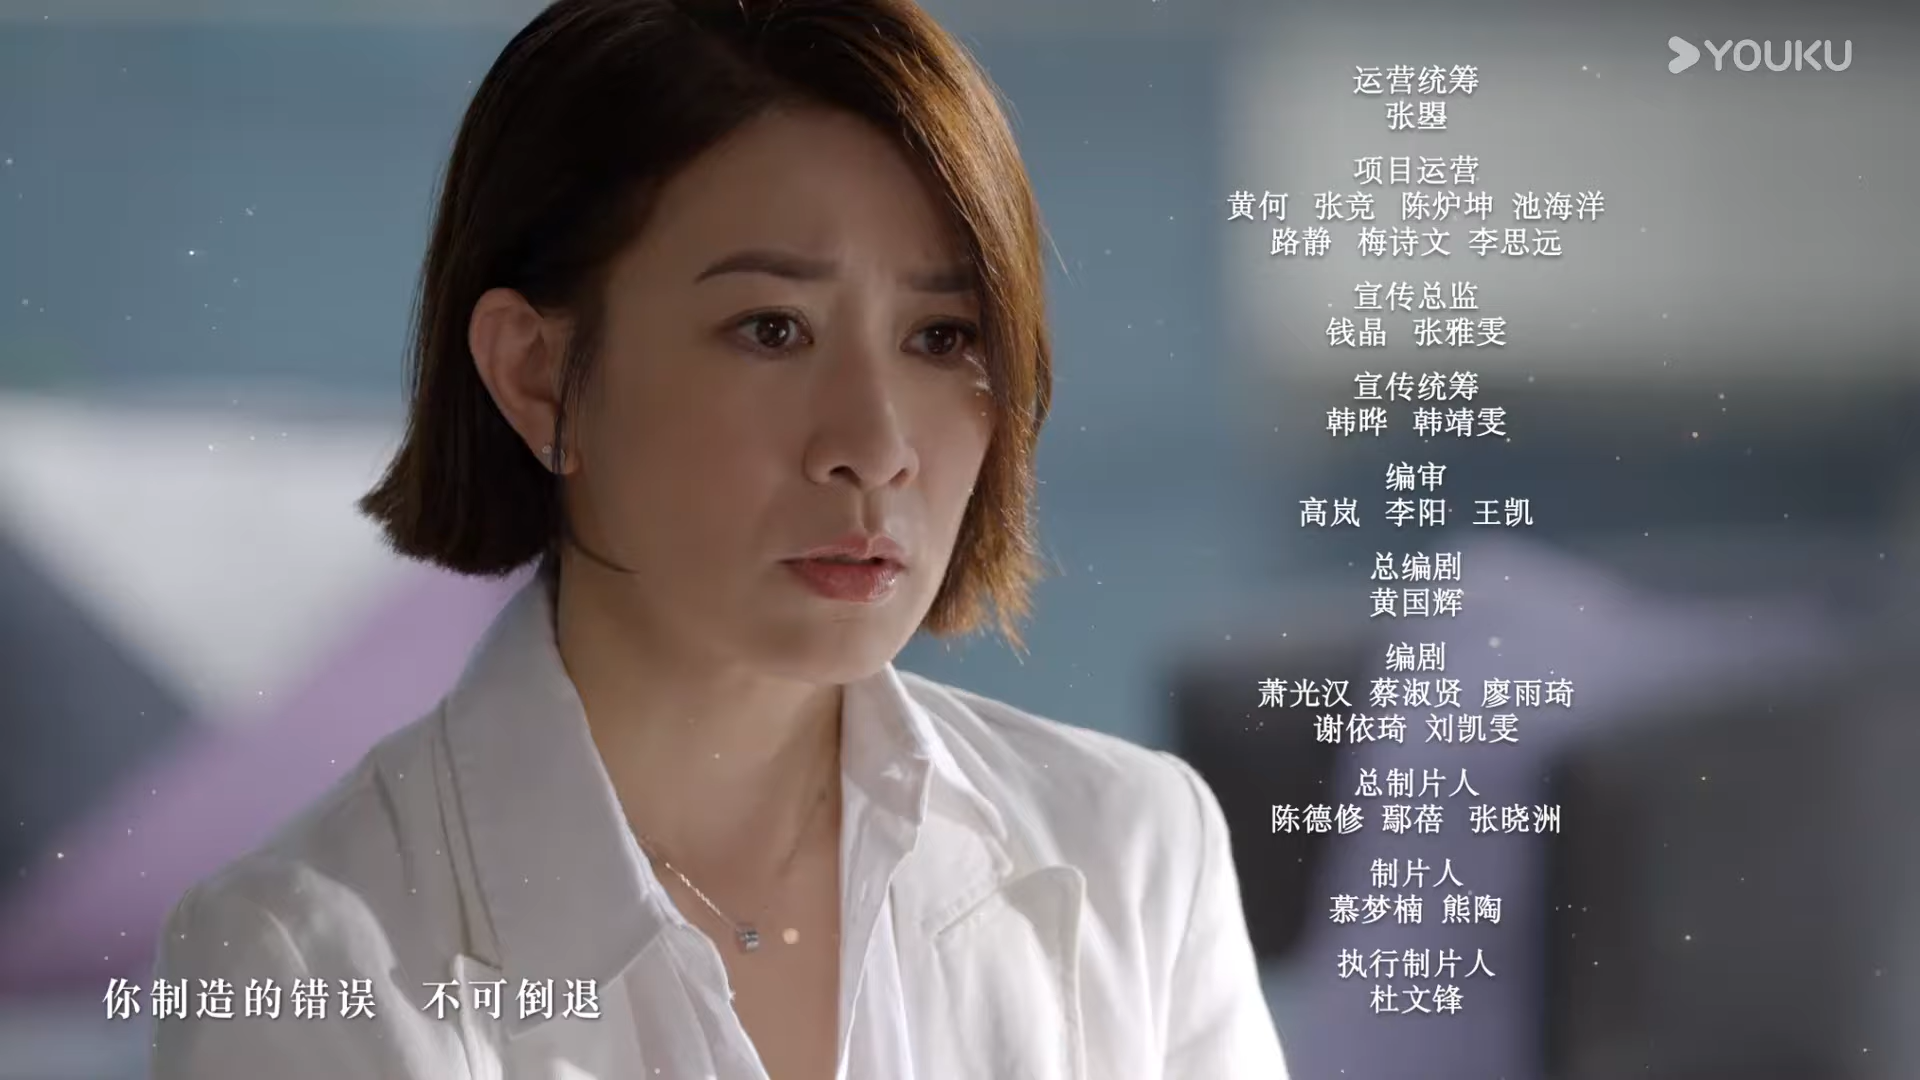 YOUKU
运营统筹
张曌
项目运营
黄何 张竞 陈炉坤 池海洋
路静 梅诗文 李思远
宣传总监
钱晶 张雅雯
宣传统筹
韩晔 韩靖雯
编审
高岚 李阳 王凯
总编剧
黄国辉
编剧
萧光汉 蔡淑贤 廖雨琦
谢依琦 刘凯雯
总制片人
陈德修 鄢蓓 张晓洲
制片人
慕梦楠 熊陶
执行制片人
杜文锋
你制造的错误 不可倒退